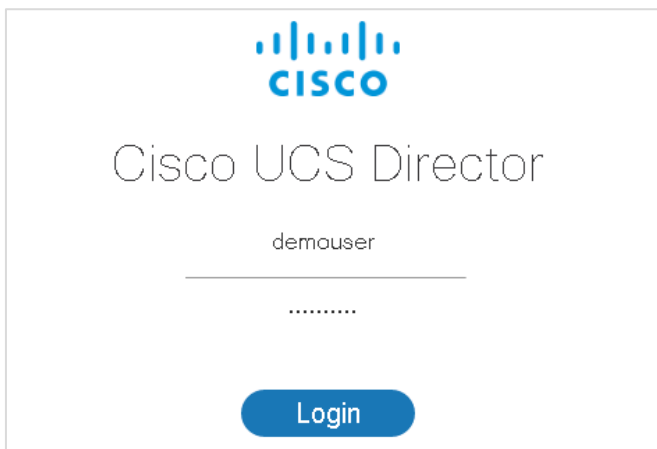 CISCO
Cisco UCS Director
demouser
..........
Login